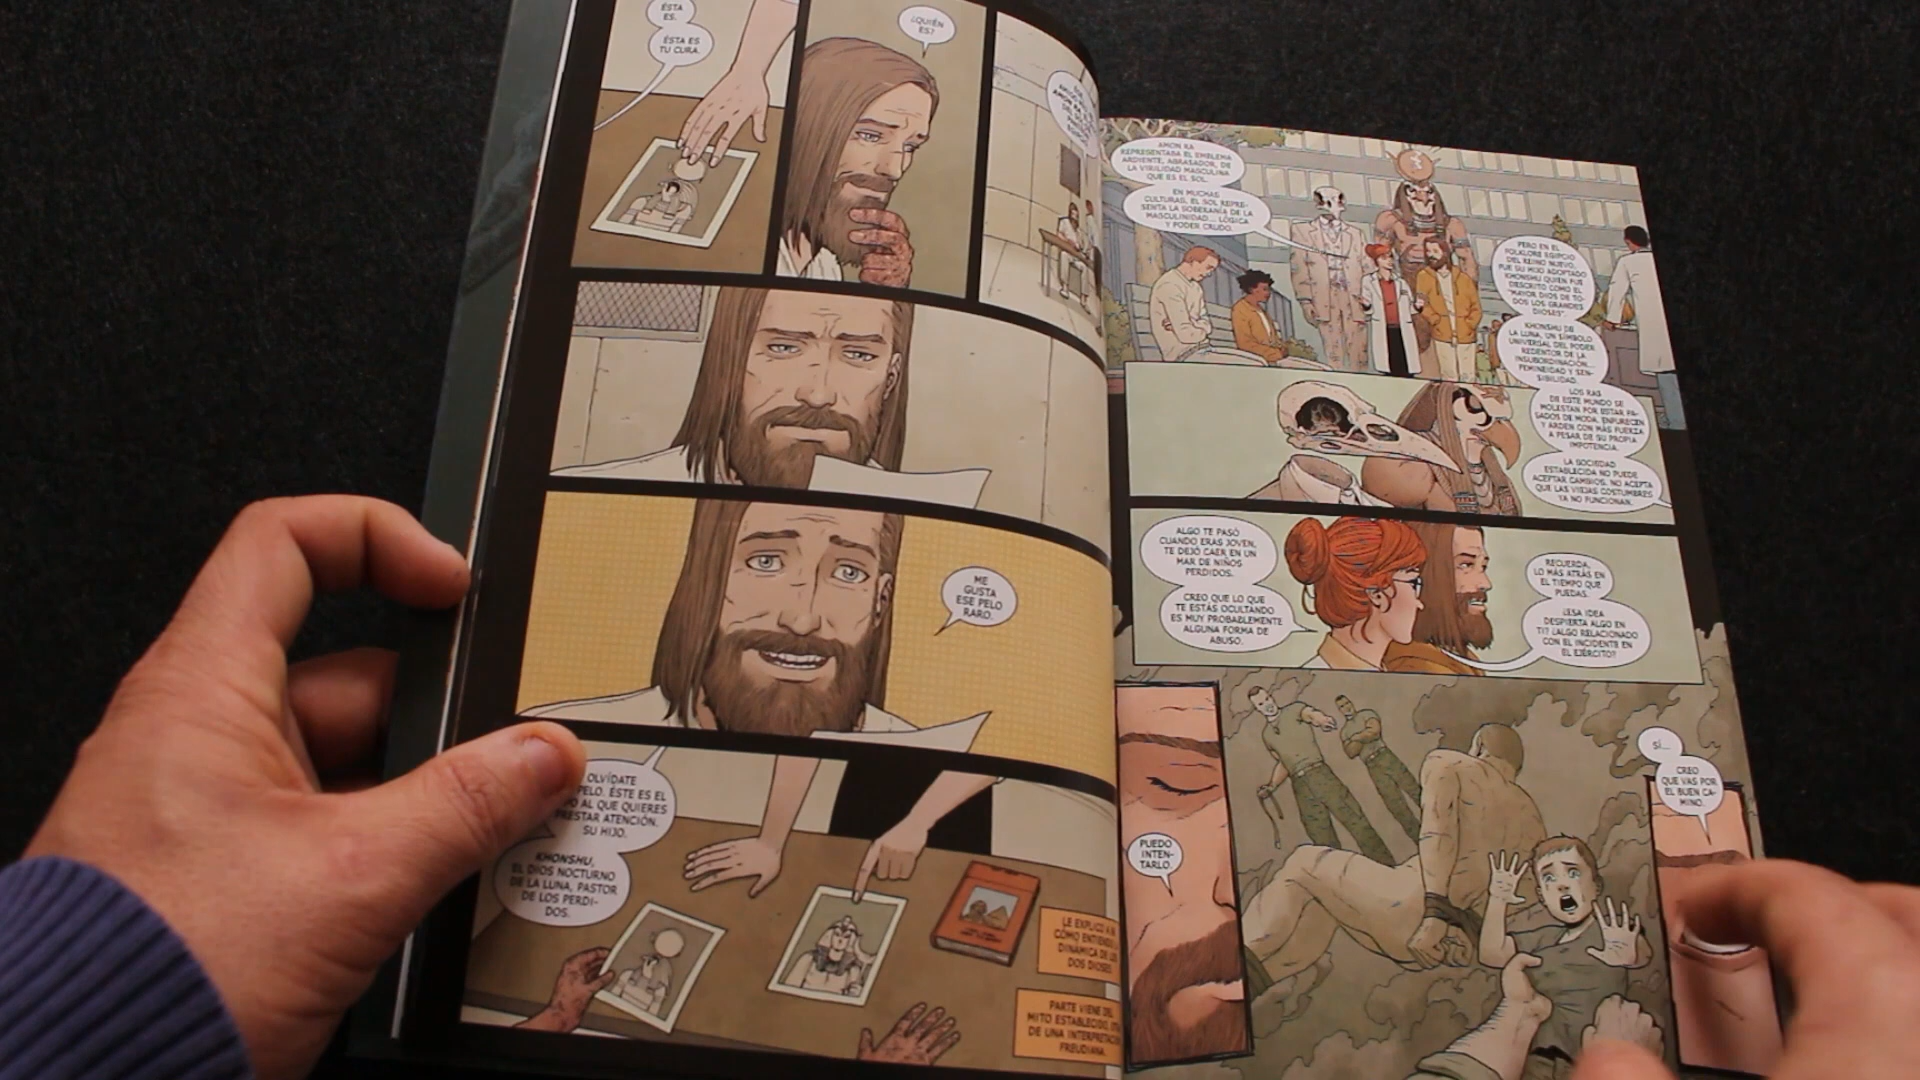 ÉSTA
ES.
ÉSTA ES
TU CURA.
¿QUIÉN
ES?
AMON RA
ME
GUSTA
ESE PELO
RARO.
OLVÍDATE
PELO. ÉSTE ES EL
AL QUE QUIERES
PRESTAR ATENCIÓN.
SU HIJO.
KHONSHU,
EL DIOS NOCTURNO
DE LA LUNA, PASTOR
DE LOS PERDI-
DOS.
LE EXPLICO A
CÓMO ENTIENDO
DINÁMICA DE
DOS DIOSES.
PARTE VIENE DEL
MITO ESTABLECIDO,
DE UNA INTERPRETAC
FREUDIANA.
AMON RA
REPRESENTABA EL EMBLEMA
ARDIENTE, ABRASADOR, DE
LA VIRILIDAD MASCULINA
QUE ES EL SOL.
EN MUCHAS
CULTURAS, EL SOL REPRE-
SENTA LA SOBERANÍA DE LA
MASCULINIDAD... LÓGICA
Y PODER CRUDO.
PERO EN EL
FOLKLORE EGIPCIO
DEL REINO NUEVO,
FUE SU HIJO ADOPTADO
KHONSHU QUIEN FUE
DESCRITO COMO EL
"MAYOR DIOS DE TO-
DOS LOS GRANDES
DIOSES".
KHONSHU DE
LA LUNA, UN SÍMBOLO
UNIVERSAL DEL PODER
REDENTOR DE LA
INSUBORDINACIÓN...
FEMINEIDAD Y SEN-
SIBILIDAD.
LOS RAS
DE ESTE MUNDO SE
MOLESTAN POR ESTAR PA-
SADOS DE MODA, ENFURECEN
Y ARDEN CON MÁS FUERZA
A PESAR DE SU PROPIA
IMPOTENCIA.
LA SOCIEDAD
ESTABLECIDA NO PUEDE
ACEPTAR CAMBIOS. NO ACEPTA
QUE LAS VIEJAS COSTUMBRES
YA NO FUNCIONAN.
ALGO TE PASÓ
CUANDO ERAS JOVEN,
TE DEJÓ CAER EN UN
MAR DE NIÑOS
PERDIDOS.
CREO QUE LO QUE
TE ESTÁS OCULTANDO
ES MUY PROBABLEMENTE
ALGUNA FORMA DE
ABUSO.
RECUERDA,
LO MÁS ATRÁS EN
EL TIEMPO QUE
PUEDAS.
¿ESA IDEA
DESPIERTA ALGO EN
TI? ¿ALGO RELACIONADO
CON EL INCIDENTE EN
EL EJÉRCITO?
PUEDO
INTEN-
TARLO.
SÍ...
CREO
QUE VAS POR
EL BUEN CA-
MINO.